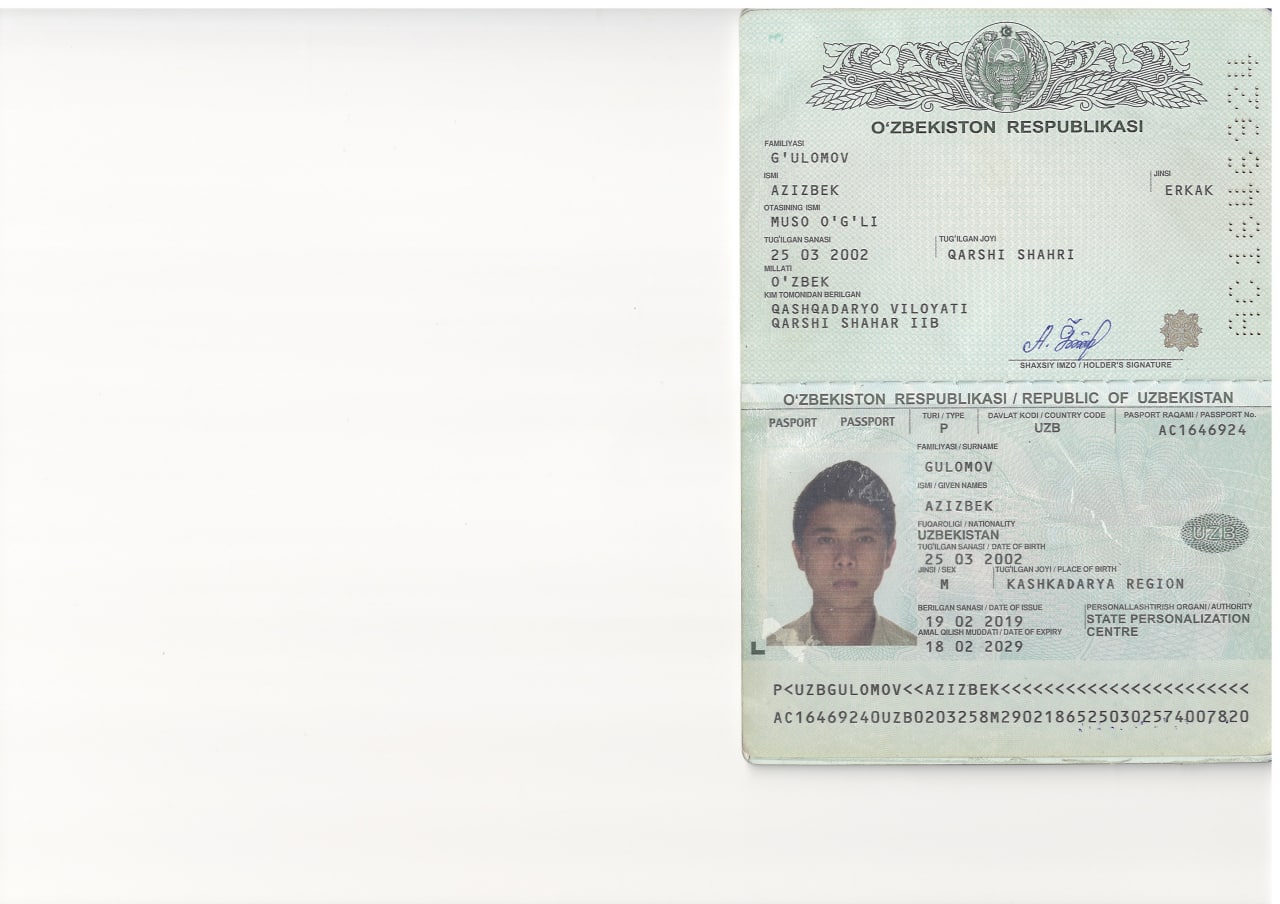 O‘ZBEKISTON RESPUBLIKASI
FAMILIYASI
G'ULOMOV
ISMI
JINSI
AZIZBEK
ERKAK
OTASINING ISMI
MUSO O'G'LI
TUG‘ILGAN SANASI
TUG‘ILGAN JOYI
25 03 2002
QARSHI SHAHRI
MILLATI
O'ZBEK
KIM TOMONIDAN BERILGAN
QASHQADARYO VILOYATI
QARSHI SHAHAR IIB
SHAXSIY IMZO / HOLDER'S SIGNATURE
O‘ZBEKISTON RESPUBLIKASI / REPUBLIC OF UZBEKISTAN
PASPORT PASSPORT
TURI / TYPE
DAVLAT KODI / COUNTRY CODE
PASPORT RAQAMI / PASSPORT No.
P
UZB
AC1646924
FAMILIYASI / SURNAME
GULOMOV
ISMI / GIVEN NAMES
AZIZBEK
FUQAROLIGI / NATIONALITY
UZBEKISTAN
UZB
TUG‘ILGAN SANASI / DATE OF BIRTH
25 03 2002
JINSI / SEX
TUG‘ILGAN JOYI / PLACE OF BIRTH
M
KASHKADARYA REGION
BERILGAN SANASI / DATE OF ISSUE
PERSONALLASHTIRISH ORGANI / AUTHORITY
19 02 2019
STATE PERSONALIZATION
CENTRE
AMAL QILISH MUDDATI / DATE OF EXPIRY
18 02 2029
P<UZBGULOMOV<<AZIZBEK<<<<<<<<<<<<<<<<<<<<<<<
AC16469240UZB0203258M29021865250302574007820